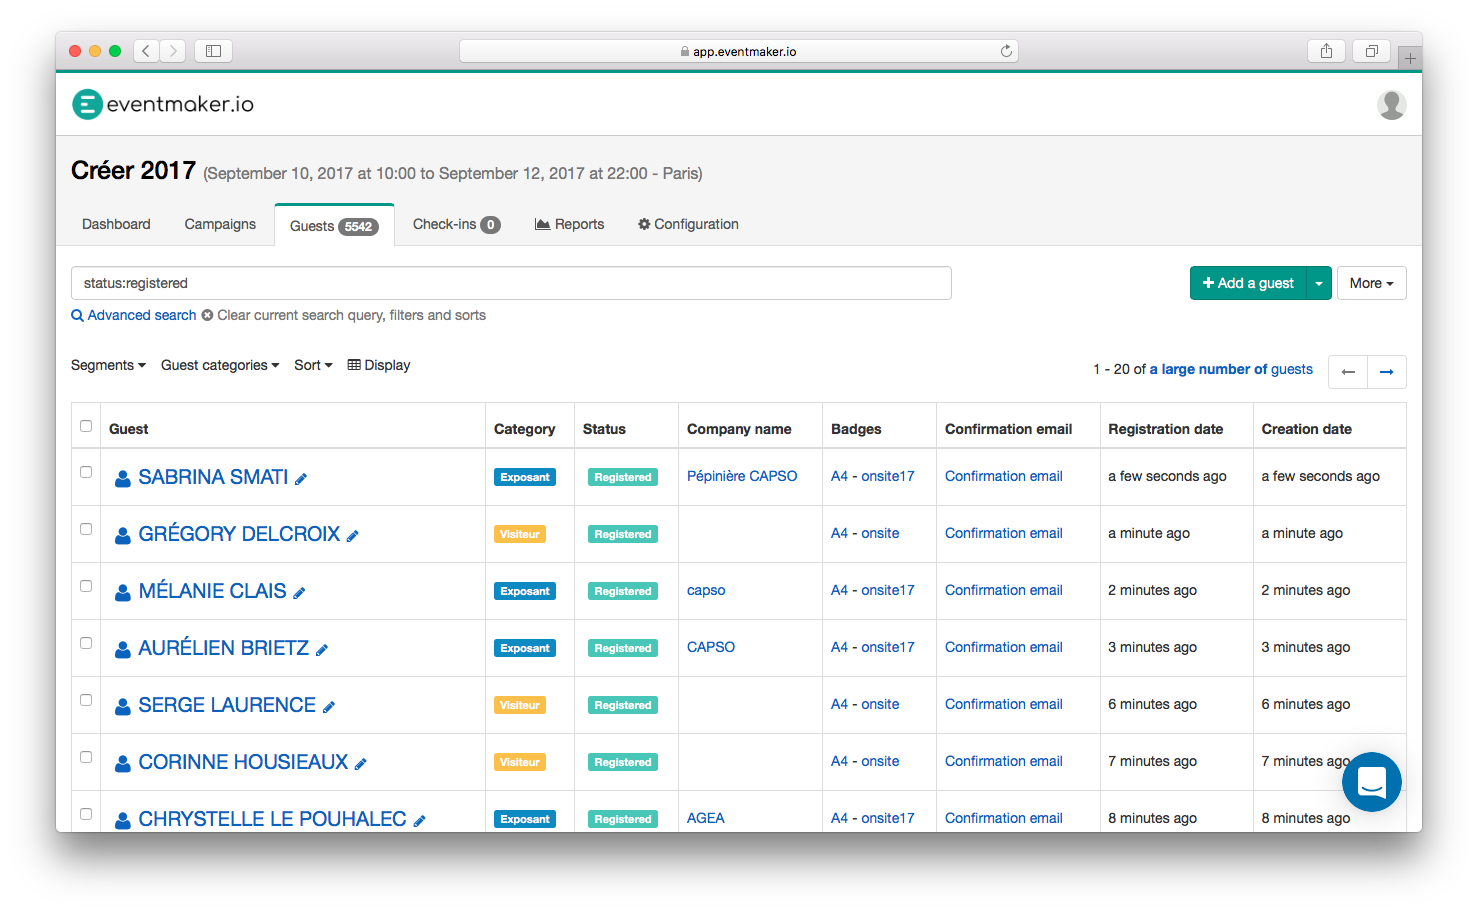 app.eventmaker.io
eventmaker.io
Créer 2017 (September 10, 2017 at 10:00 to September 12, 2017 at 22:00 - Paris)
Dashboard Campaigns Guests 5542 Check-ins 0 Reports Configuration
status:registered + Add a guest More
Advanced search Clear current search query, filters and sorts
Segments Guest categories Sort Display 1 - 20 of a large number of guests ← →
Guest Category Status Company name Badges Confirmation email Registration date Creation date
SABRINA SMATI Exposant Registered Pépinière CAPSO A4 - onsite17 Confirmation email a few seconds ago a few seconds ago
GRÉGORY DELCROIX Visiteur Registered A4 - onsite Confirmation email a minute ago a minute ago
MÉLANIE CLAIS Exposant Registered capso A4 - onsite17 Confirmation email 2 minutes ago 2 minutes ago
AURÉLIEN BRIETZ Exposant Registered CAPSO A4 - onsite17 Confirmation email 3 minutes ago 3 minutes ago
SERGE LAURENCE Visiteur Registered A4 - onsite Confirmation email 6 minutes ago 6 minutes ago
CORINNE HOUSIEAUX Visiteur Registered A4 - onsite Confirmation email 7 minutes ago 7 minutes ago
CHRYSTELLE LE POUHALEC Exposant Registered AGEA A4 - onsite17 Confirmation email 8 minutes ago 8 minutes ago